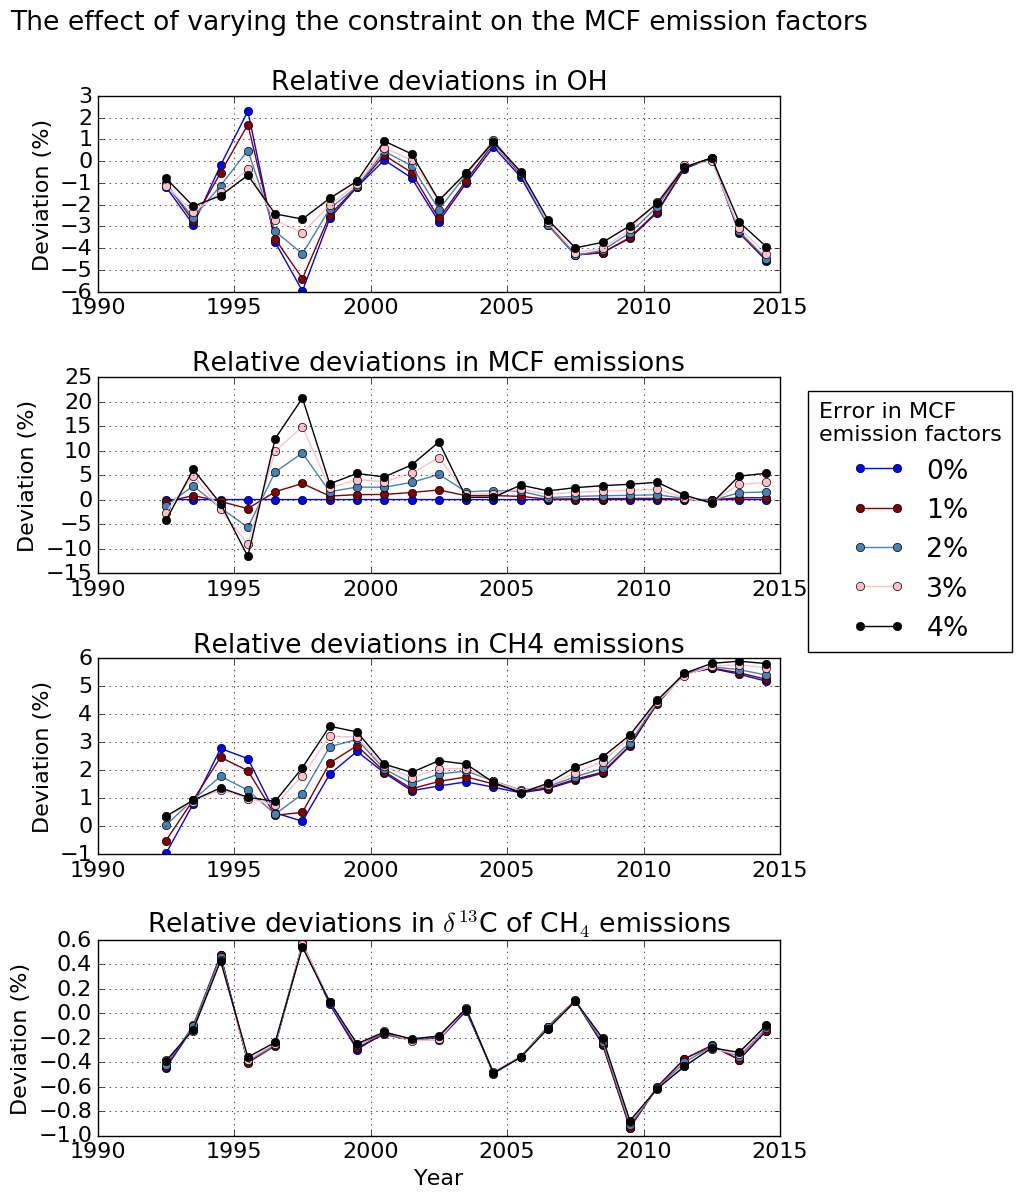 The effect of varying the constraint on the MCF emission factors
Relative deviations in OH
Deviation (%)
3
2
1
0
−1
−2
−3
−4
−5
−6
1990 1995 2000 2005 2010 2015
Relative deviations in MCF emissions
Deviation (%)
25
20
15
10
5
0
−5
−10
−15
1990 1995 2000 2005 2010 2015
Error in MCF
emission factors
0%
1%
2%
3%
4%
Relative deviations in CH4 emissions
Deviation (%)
6
5
4
3
2
1
0
−1
1990 1995 2000 2005 2010 2015
Relative deviations in δ¹³C of CH₄ emissions
Deviation (%)
0.6
0.4
0.2
0.0
−0.2
−0.4
−0.6
−0.8
−1.0
1990 1995 2000 2005 2010 2015
Year